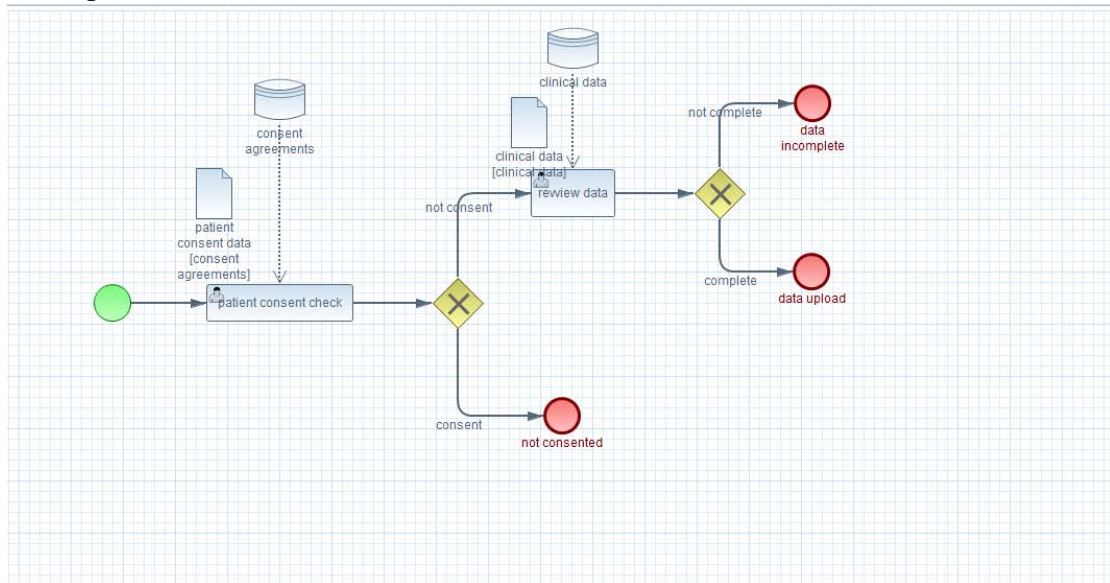 clinical data
consent
agreements
clinical data
[clinical data]
not complete
data
incomplete
review data
not consent
patient
consent data
[consent
agreements]
patient consent check
complete
data upload
consent
not consented